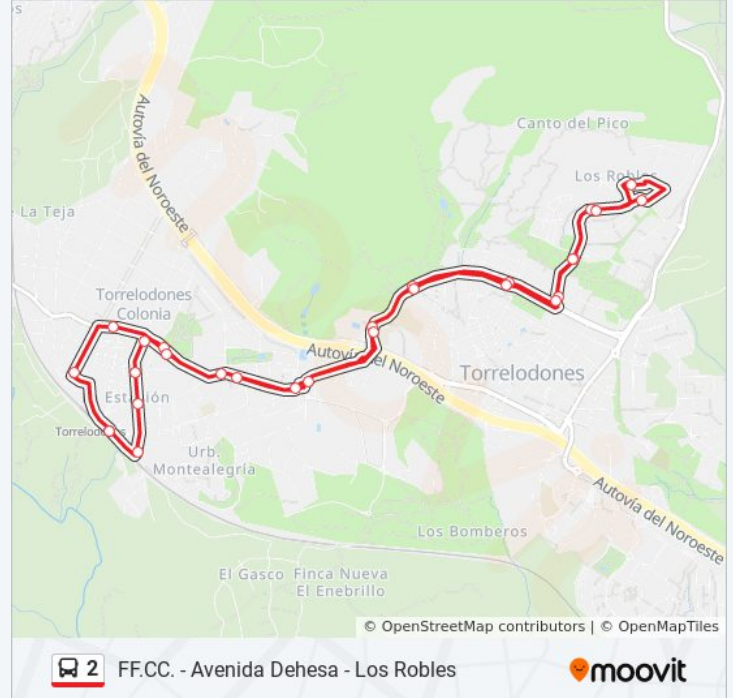 s
Canto del Pico
Autovía del Noroeste
Los Robles
La Teja
Torrelodones
Colonia
Autovía del Noroeste
Torrelodones
Estación
Torrelodones
Urb.
Montealegría
Autovía del Noroeste
Los Bomberos
El Gasco
Finca Nueva
El Enebrillo
© OpenStreetMap contributors | © OpenMapTiles
2 FF.CC. - Avenida Dehesa - Los Robles
moovit